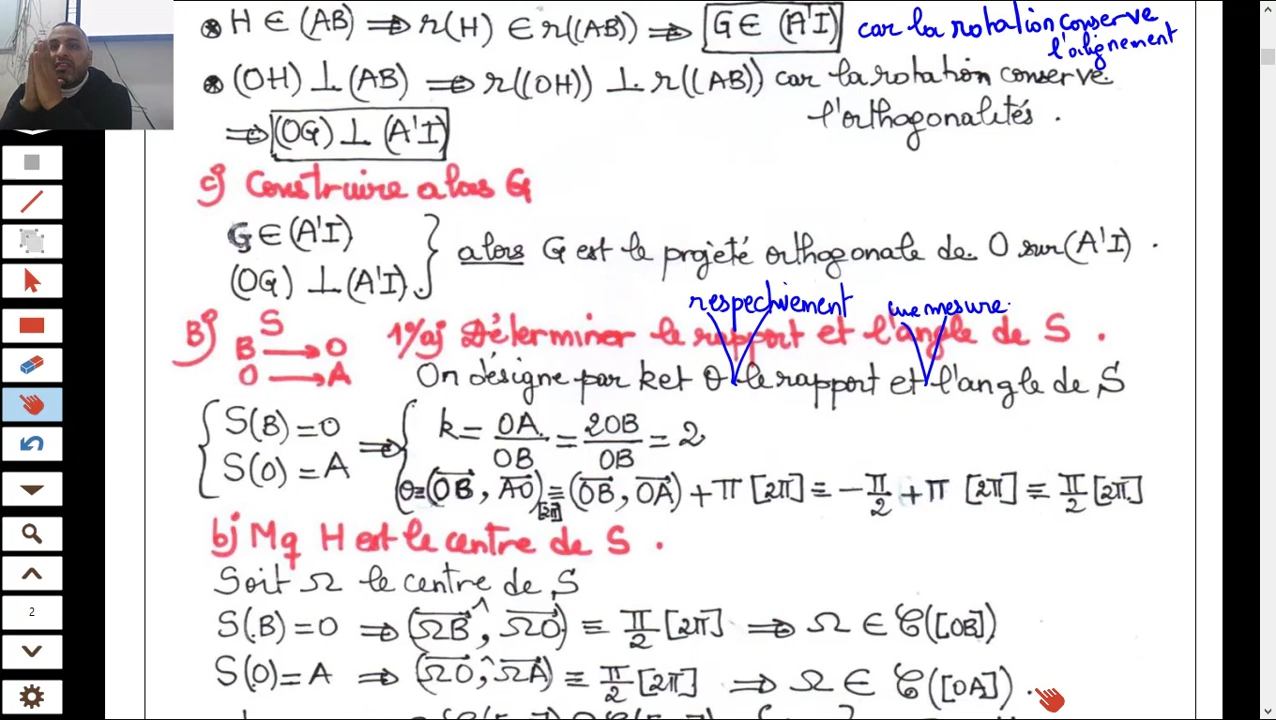 ⊛ H ∈ (AB) ⟹ r(H) ∈ r((AB)) ⟹ G ∈ (A'I) car la rotation conserve
l'alignement
⊛ (OH) ⊥ (AB) ⟹ r((OH)) ⊥ r((AB)) car la rotation conserve
⟹ (OG) ⊥ (A'I) l'orthogonalités .
c) Construire alors G
G ∈ (A'I)
(OG) ⊥ (A'I) . } alors G est le projété orthogonale de O sur (A'I) .
respectivement une mesure
B) S 1°/a) Déterminer le rapport et l'angle de S .
B ⟶ O
O ⟶ A On désigne par k et θ le rapport et l'angle de S
{ S(B) = O ⟹ { k = OA/OB = 2OB/OB = 2
S(O) = A θ ≡ (OB⃗, AO⃗) ≡ [2π] (OB⃗, OA⃗) + π [2π] ≡ -π/2 + π [2π] ≡ π/2 [2π]
b) Mq H est le centre de S .
Soit Ω le centre de S
S(B) = O ⟹ (ΩB⃗ ^, ΩO⃗) ≡ π/2 [2π] ⟹ Ω ∈ 𝒞([OB])
S(O) = A ⟹ (ΩO⃗ ^, ΩA⃗) ≡ π/2 [2π] ⟹ Ω ∈ 𝒞([OA]) .
2